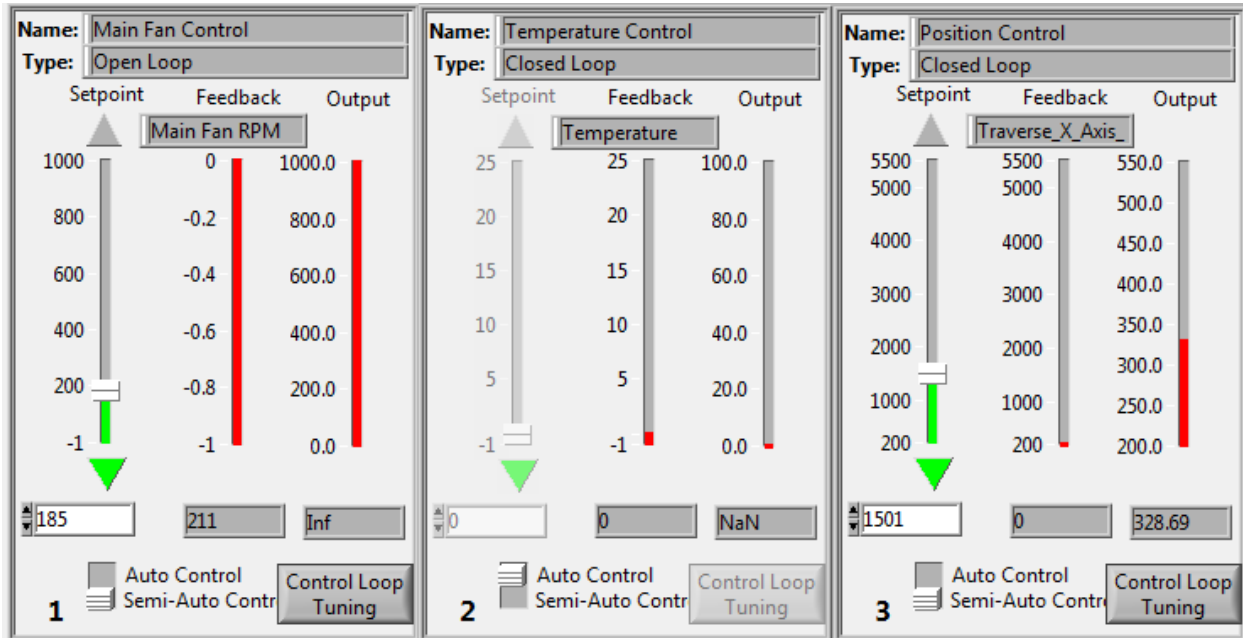 Name: Main Fan Control
Type: Open Loop
Setpoint Feedback Output
Main Fan RPM
1000 0 1000.0
800 -0.2 800.0
600 -0.4 600.0
400 -0.6 400.0
200 -0.8 200.0
-1 -1 0.0
185 211 Inf
Auto Control
Semi-Auto Contr
Control Loop
Tuning
1
Name: Temperature Control
Type: Closed Loop
Setpoint Feedback Output
Temperature
25 25 100.0
20 20 80.0
15 15 60.0
10 10 40.0
5 5 20.0
-1 -1 0.0
0 0 NaN
Auto Control
Semi-Auto Contr
Control Loop
Tuning
2
Name: Position Control
Type: Closed Loop
Setpoint Feedback Output
Traverse_X_Axis_
5500 5500 550.0
5000 5000 500.0
4000 4000 450.0
3000 3000 400.0
2000 2000 350.0
1000 1000 300.0
200 200 250.0
200.0
1501 0 328.69
Auto Control
Semi-Auto Contr
Control Loop
Tuning
3